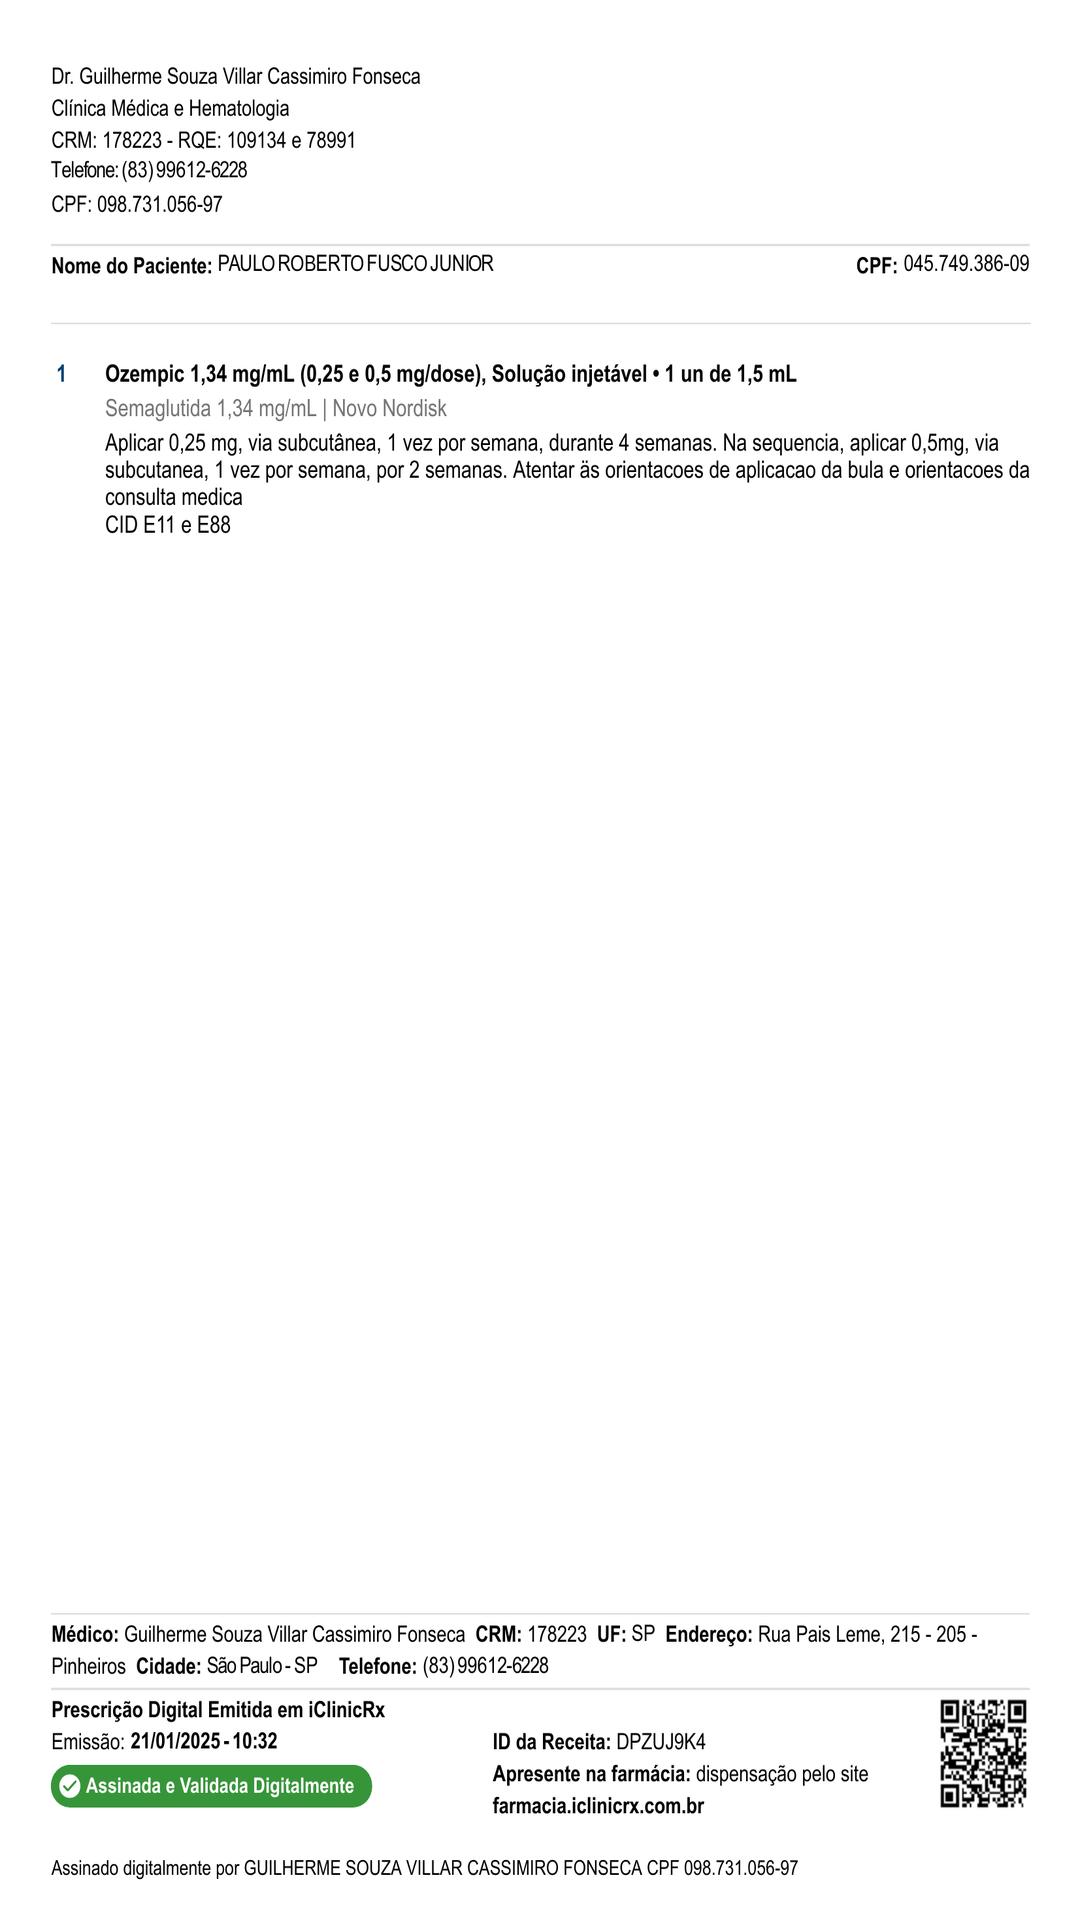 Dr. Guilherme Souza Villar Cassimiro Fonseca
Clínica Médica e Hematologia
CRM: 178223 - RQE: 109134 e 78991
Telefone: (83) 99612-6228
CPF: 098.731.056-97
Nome do Paciente: PAULO ROBERTO FUSCO JUNIOR CPF: 045.749.386-09
1 Ozempic 1,34 mg/mL (0,25 e 0,5 mg/dose), Solução injetável • 1 un de 1,5 mL
Semaglutida 1,34 mg/mL | Novo Nordisk
Aplicar 0,25 mg, via subcutânea, 1 vez por semana, durante 4 semanas. Na sequencia, aplicar 0,5mg, via
subcutanea, 1 vez por semana, por 2 semanas. Atentar äs orientacoes de aplicacao da bula e orientacoes da
consulta medica
CID E11 e E88
Médico: Guilherme Souza Villar Cassimiro Fonseca CRM: 178223 UF: SP Endereço: Rua Pais Leme, 215 - 205 -
Pinheiros Cidade: São Paulo - SP Telefone: (83) 99612-6228
Prescrição Digital Emitida em iClinicRx
Emissão: 21/01/2025 - 10:32 ID da Receita: DPZUJ9K4
Assinada e Validada Digitalmente Apresente na farmácia: dispensação pelo site
farmacia.iclinicrx.com.br
Assinado digitalmente por GUILHERME SOUZA VILLAR CASSIMIRO FONSECA CPF 098.731.056-97